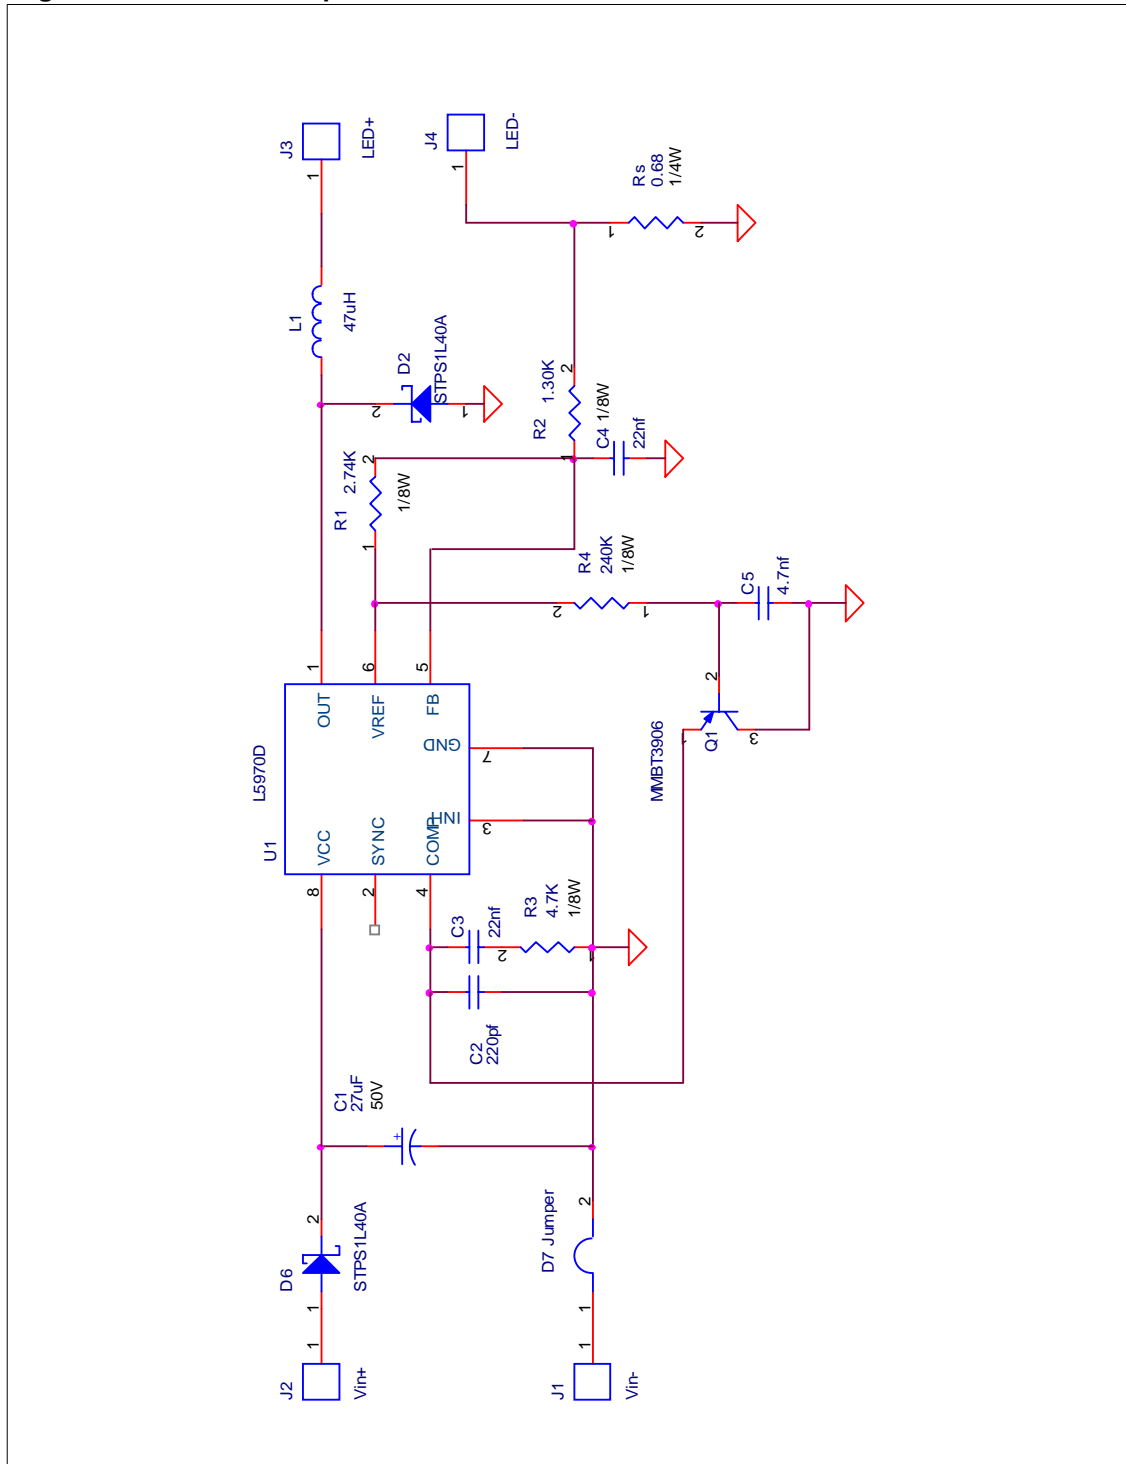 J3
LED+
1
J4
LED-
1
Rs
0.68
1/4W
1
2
L1
47uH
D2
STPS1L40A
2
1
R2
1.30K
1/8W
2
1
C4
22nf
R1
2.74K
1/8W
2
1
R4
240K
1/8W
2
1
C5
4.7nf
MMBT3906
Q1
2
1
3
U1
L5970D
OUT
1
VREF
6
FB
5
GND
7
INH
3
VCC
8
SYNC
2
COMP
4
C3
22nf
R3
4.7K
1/8W
2
1
C2
220pf
C1
27uF
50V
+
D6
STPS1L40A
2
1
D7 Jumper
2
1
J2
Vin+
1
J1
Vin-
1